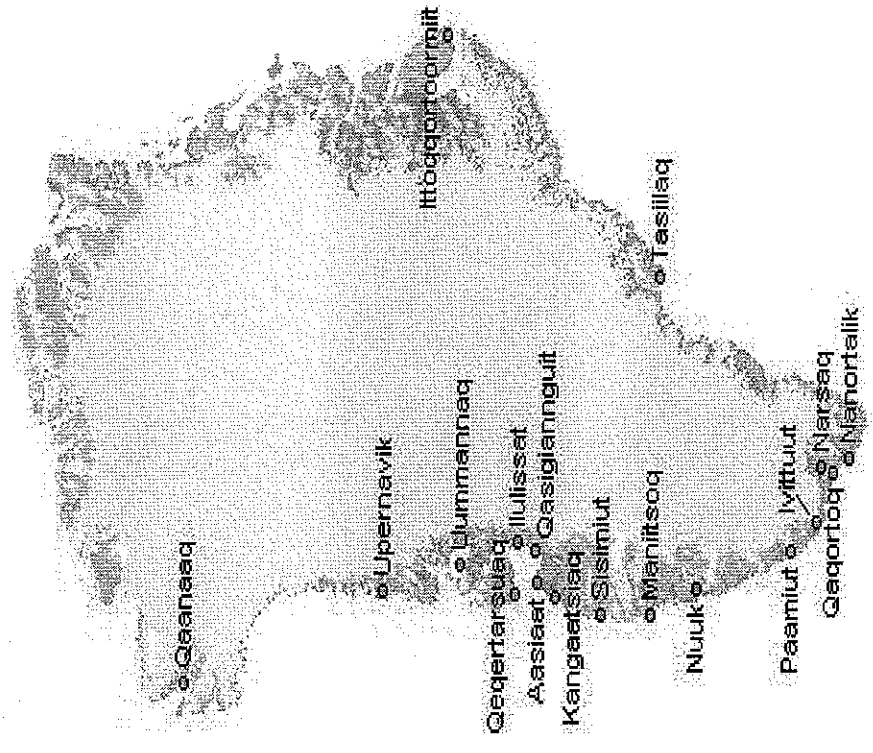 Qaanaaq
Upernavik
Uummannaq
Qeqertarsuaq
Ilulissat
Aasiaat
Qasigiannguit
Kangaatsiaq
Sisimiut
Maniitsoq
Nuuk
Paamiut
Ivittuut
Narsaq
Qaqortoq
Nanortalik
Tasiilaq
Ittoqqortoormiit